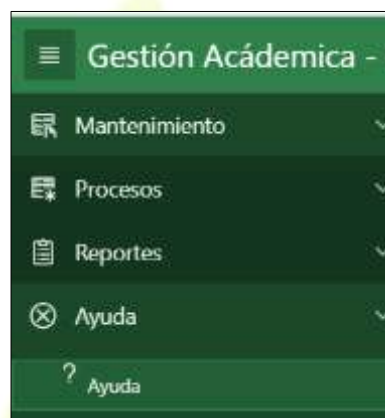 Gestión Acádemica -
Mantenimiento
Procesos
Reportes
Ayuda
? Ayuda